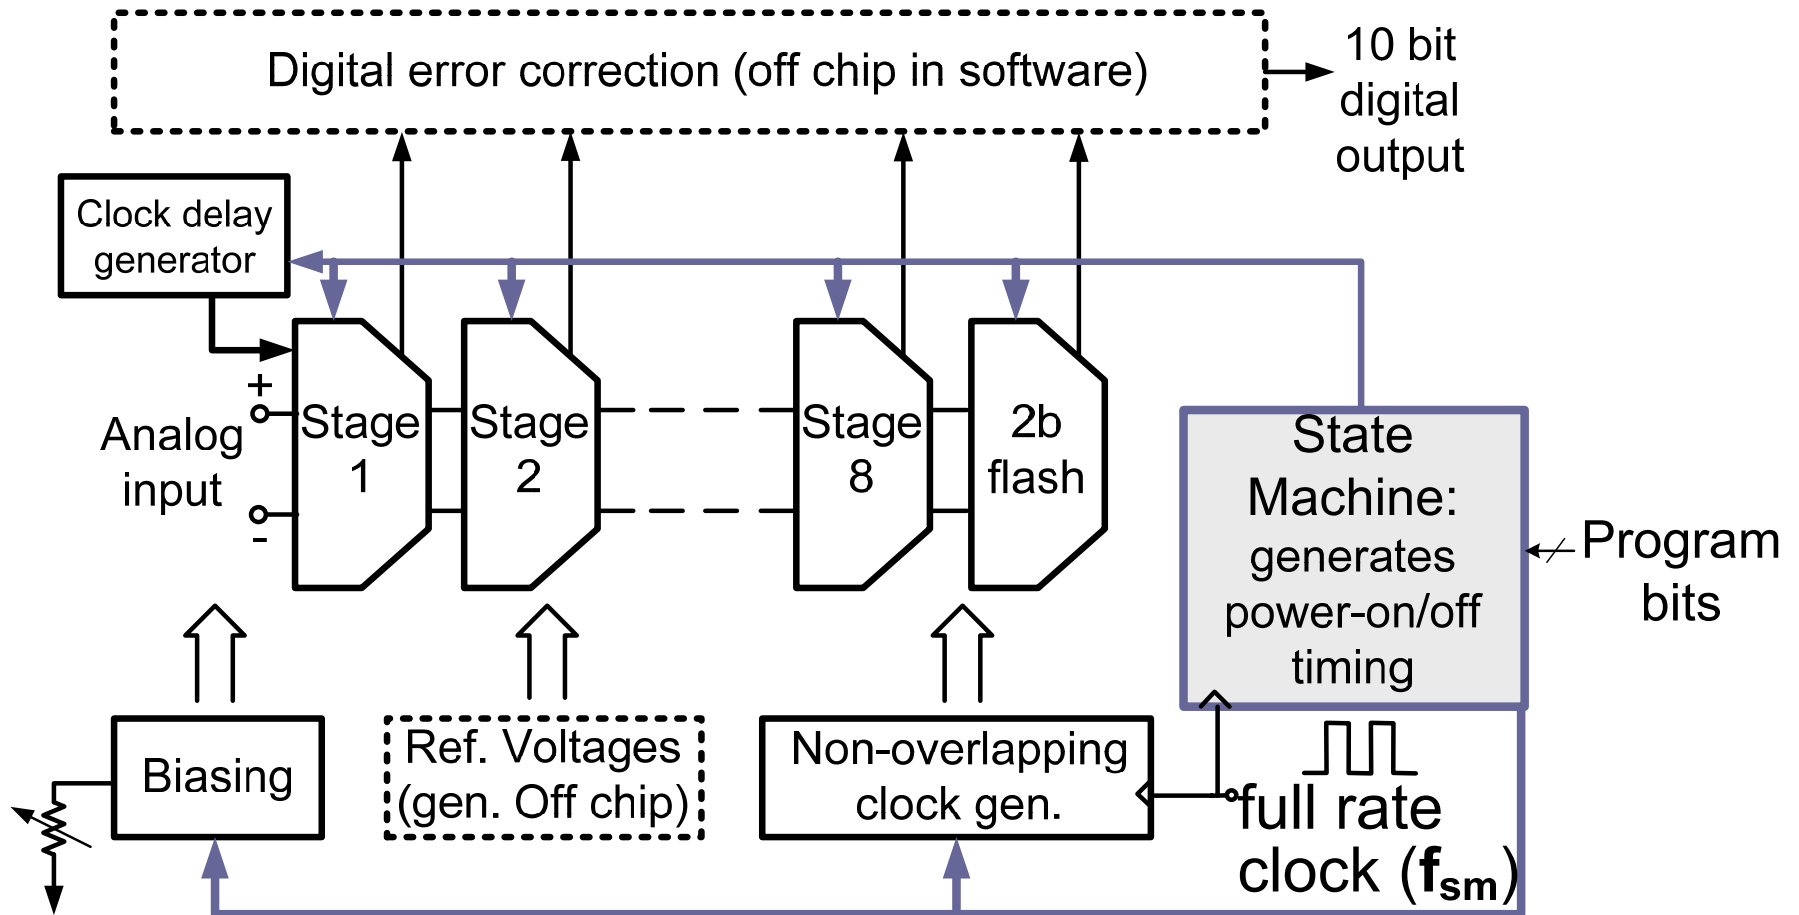 Digital error correction (off chip in software)
10 bit
digital
output
Clock delay
generator
+
Analog
input
-
Stage
1
Stage
2
Stage
8
2b
flash
State
Machine:
generates
power-on/off
timing
Program
bits
Biasing
Ref. Voltages
(gen. Off chip)
Non-overlapping
clock gen.
full rate
clock (fsm)